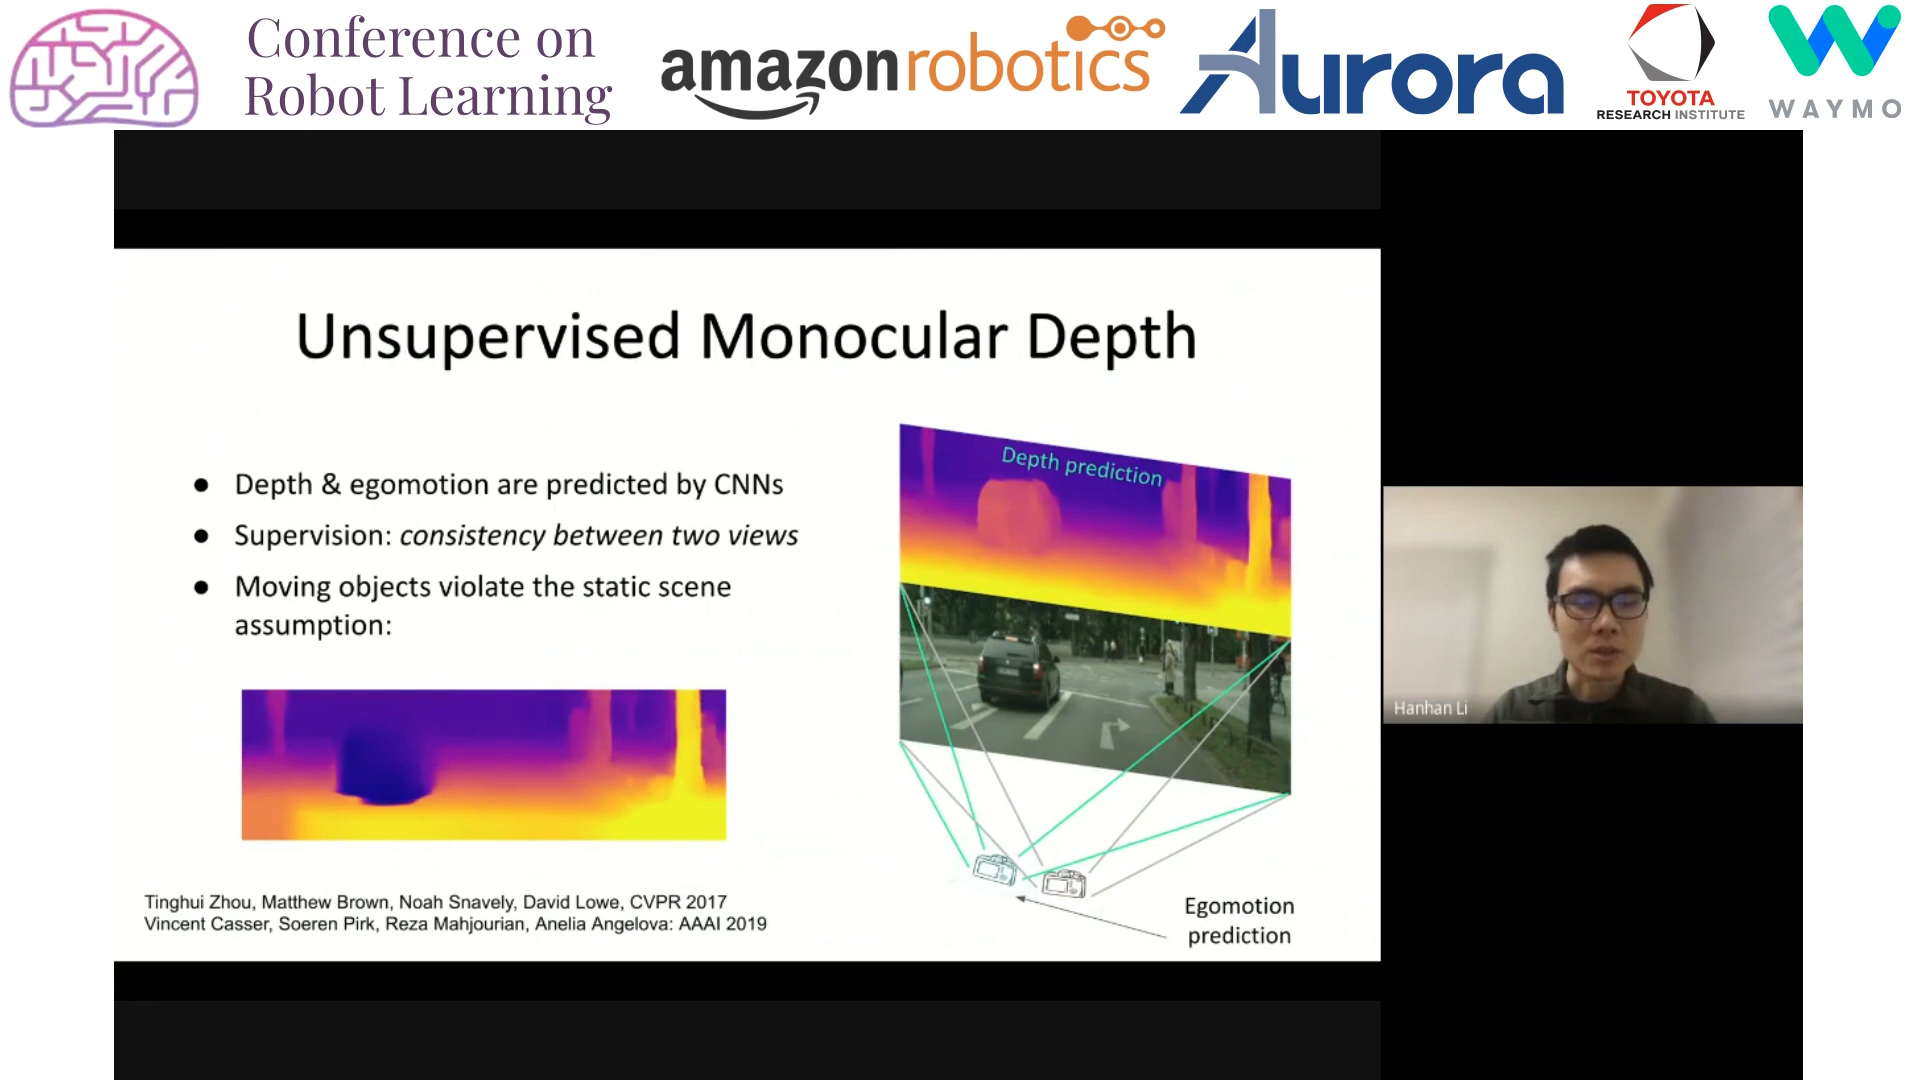 Conference on
Robot Learning
amazon robotics
Aurora
TOYOTA
RESEARCH INSTITUTE
WAYMO
Unsupervised Monocular Depth
● Depth & egomotion are predicted by CNNs
● Supervision: consistency between two views
● Moving objects violate the static scene
assumption:
Depth prediction
Egomotion
prediction
Tinghui Zhou, Matthew Brown, Noah Snavely, David Lowe, CVPR 2017
Vincent Casser, Soeren Pirk, Reza Mahjourian, Anelia Angelova: AAAI 2019
Hanhan Li